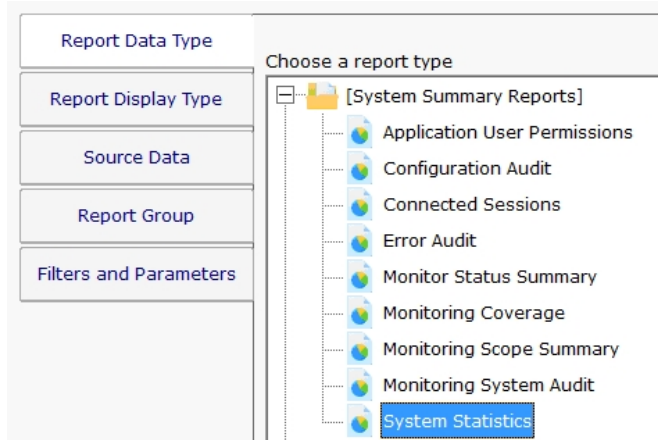 Report Data Type
Report Display Type
Source Data
Report Group
Filters and Parameters
Choose a report type
[System Summary Reports]
Application User Permissions
Configuration Audit
Connected Sessions
Error Audit
Monitor Status Summary
Monitoring Coverage
Monitoring Scope Summary
Monitoring System Audit
System Statistics